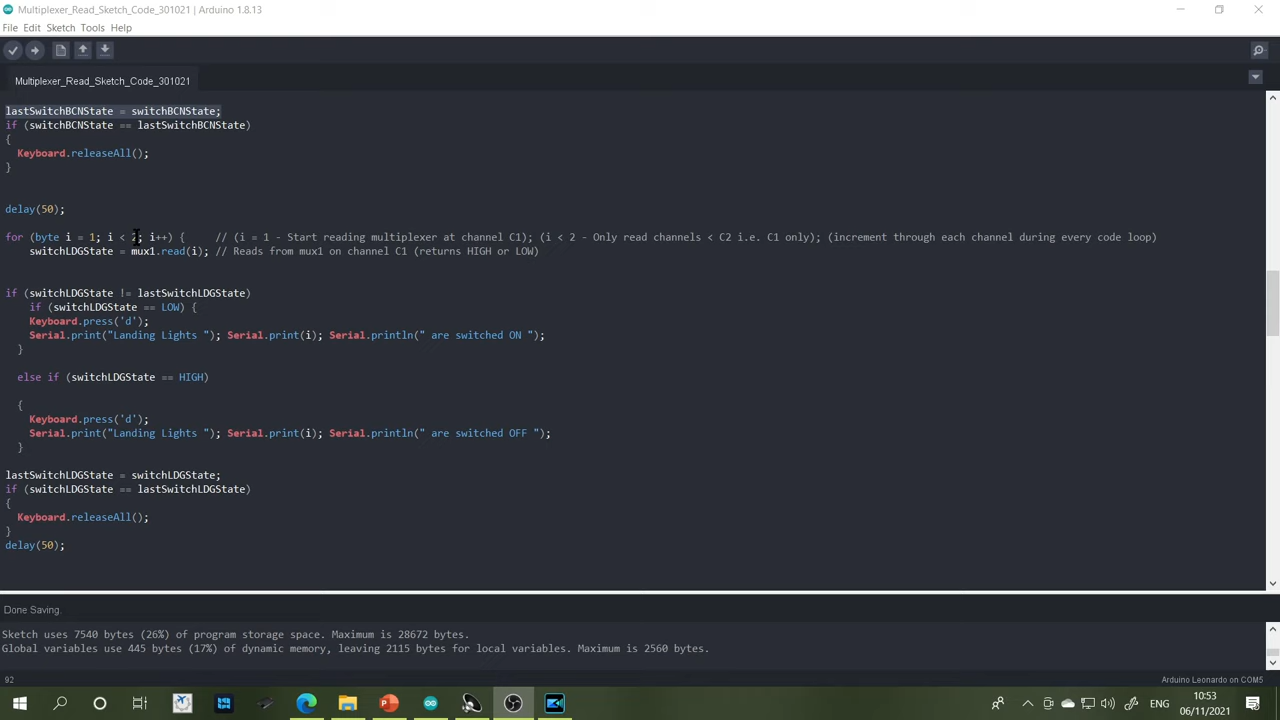 Multiplexer_Read_Sketch_Code_301021 | Arduino 1.8.13
File Edit Sketch Tools Help
Multiplexer_Read_Sketch_Code_301021
lastSwitchBCNState = switchBCNState;
if (switchBCNState == lastSwitchBCNState)
{
Keyboard.releaseAll();
}
delay(50);
for (byte i = 1; i < ; i++) { // (i = 1 - Start reading multiplexer at channel C1); (i < 2 - Only read channels < C2 i.e. C1 only); (increment through each channel during every code loop)
switchLDGState = mux1.read(i); // Reads from mux1 on channel C1 (returns HIGH or LOW)
if (switchLDGState != lastSwitchLDGState)
if (switchLDGState == LOW) {
Keyboard.press('d');
Serial.print("Landing Lights "); Serial.print(i); Serial.println(" are switched ON ");
}
else if (switchLDGState == HIGH)
{
Keyboard.press('d');
Serial.print("Landing Lights "); Serial.print(i); Serial.println(" are switched OFF ");
}
lastSwitchLDGState = switchLDGState;
if (switchLDGState == lastSwitchLDGState)
{
Keyboard.releaseAll();
}
delay(50);
Done Saving.
Sketch uses 7540 bytes (26%) of program storage space. Maximum is 28672 bytes.
Global variables use 445 bytes (17%) of dynamic memory, leaving 2115 bytes for local variables. Maximum is 2560 bytes.
92 Arduino Leonardo on COM5
ENG
10:53
06/11/2021